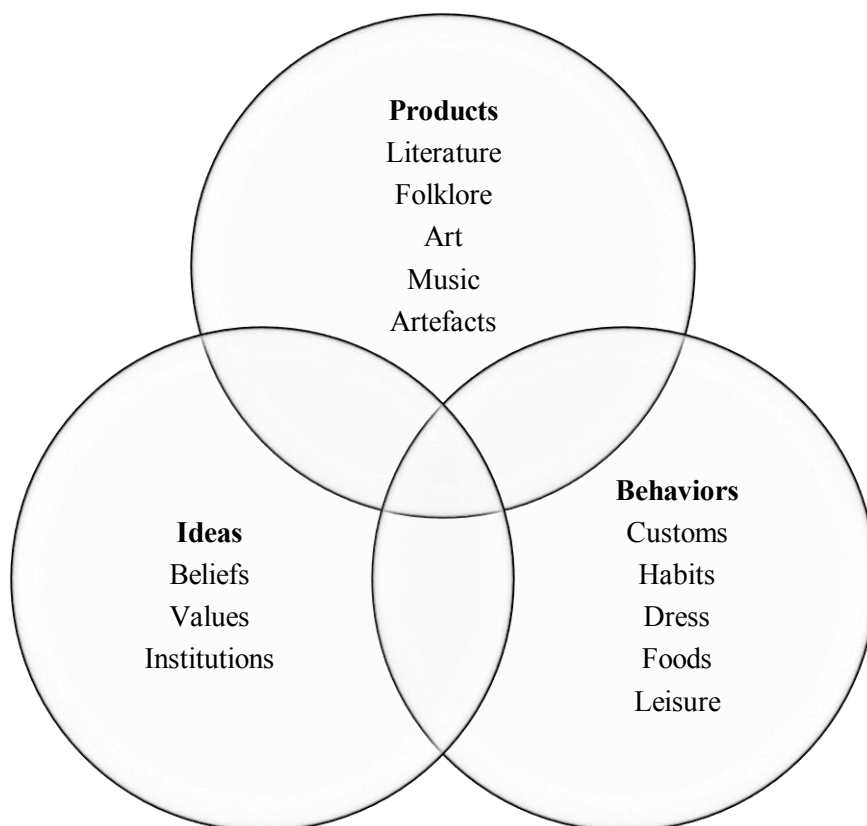 Products
Literature
Folklore
Art
Music
Artefacts
Ideas
Beliefs
Values
Institutions
Behaviors
Customs
Habits
Dress
Foods
Leisure